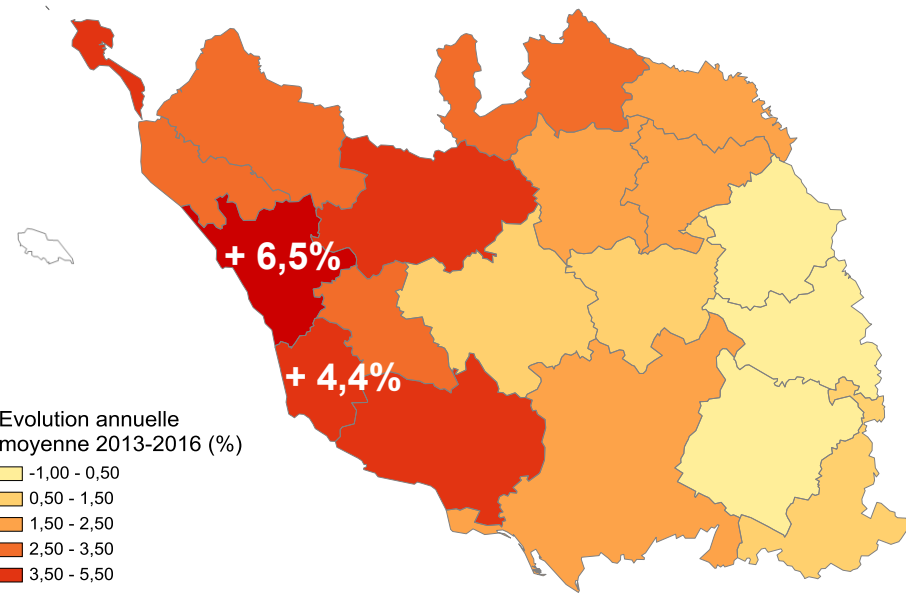 + 6,5%
+ 4,4%
Evolution annuelle
moyenne 2013-2016 (%)
-1,00 - 0,50
0,50 - 1,50
1,50 - 2,50
2,50 - 3,50
3,50 - 5,50